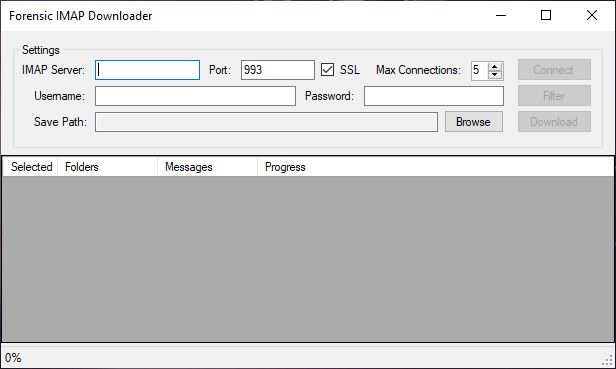 Forensic IMAP Downloader
Settings
IMAP Server: Port: 993 SSL Max Connections: 5 Connect
Username: Password: Filter
Save Path: Browse Download
Selected Folders Messages Progress
0%